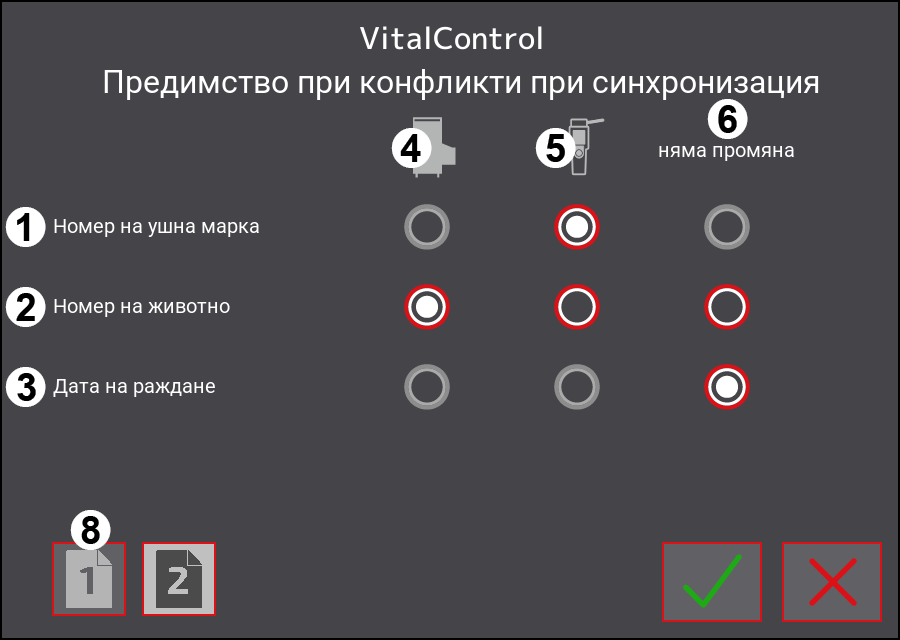 VitalControl
Предимство при конфликти при синхронизация
6
4
5
няма промяна
1 Номер на ушна марка
2 Номер на животно
3 Дата на раждане
8
1 2